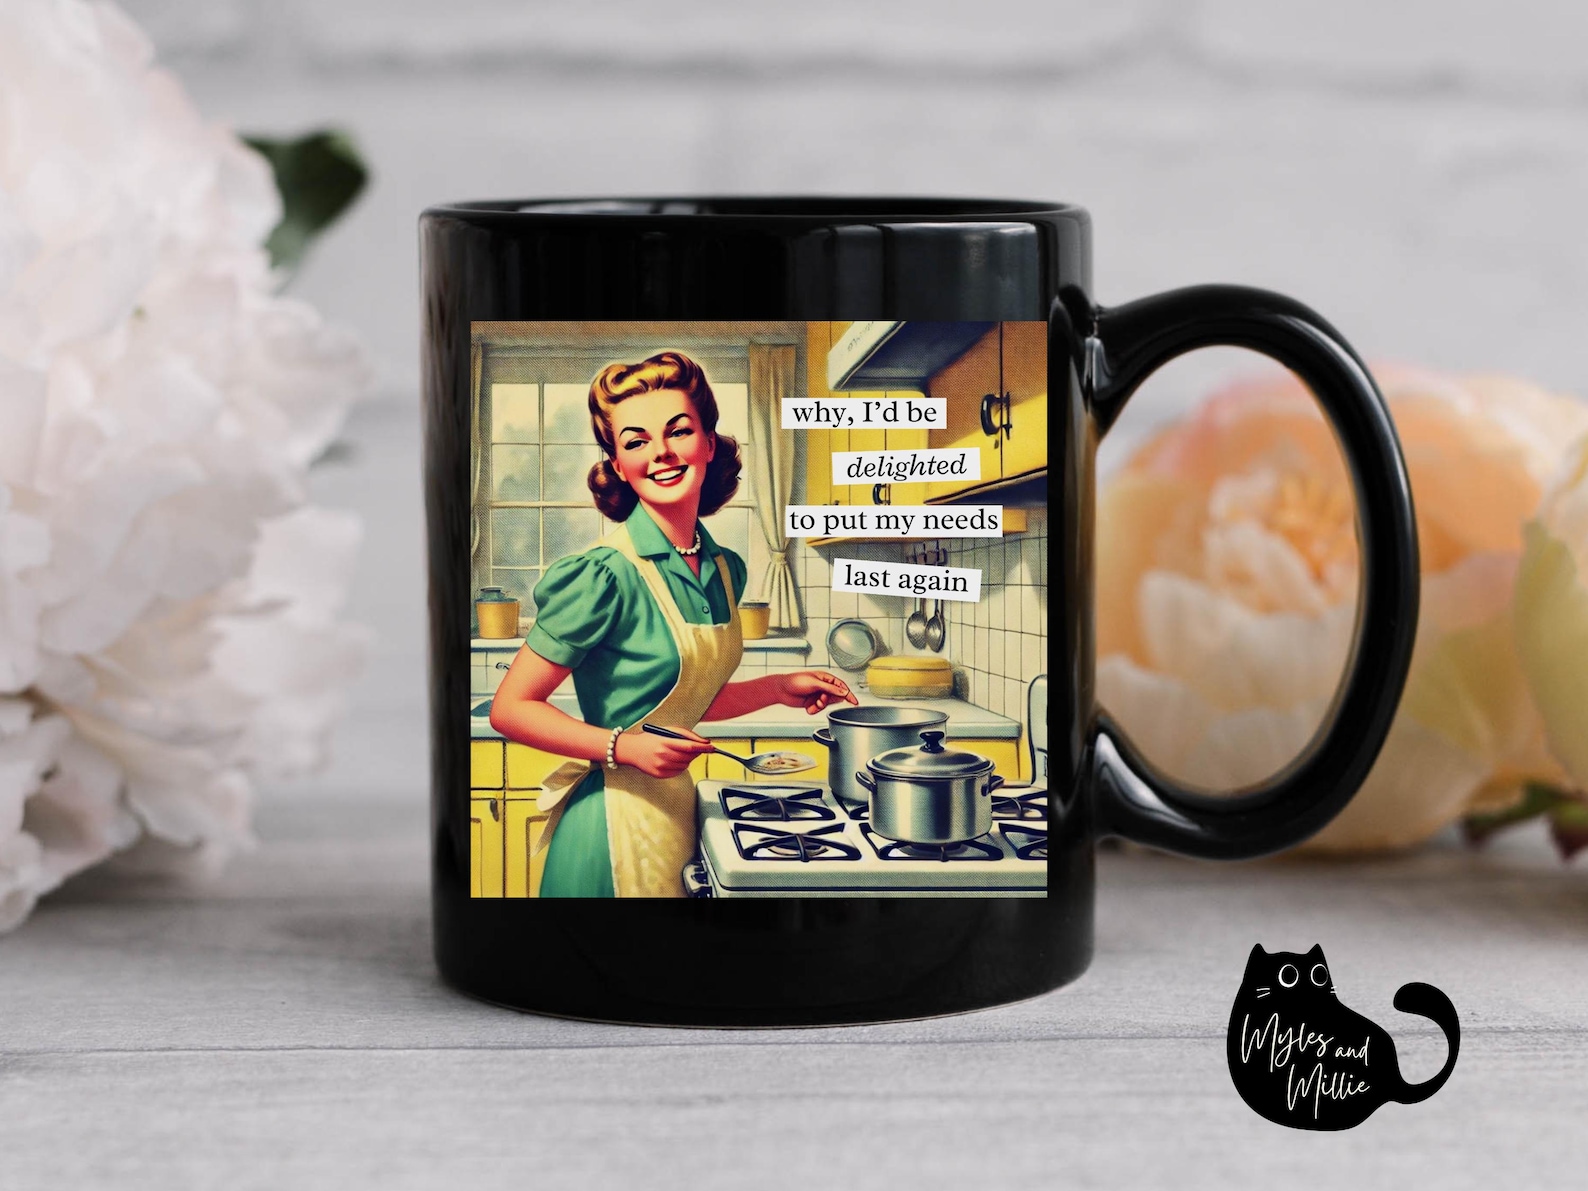 why, I'd be
delighted
to put my needs
last again
Myles and
Millie